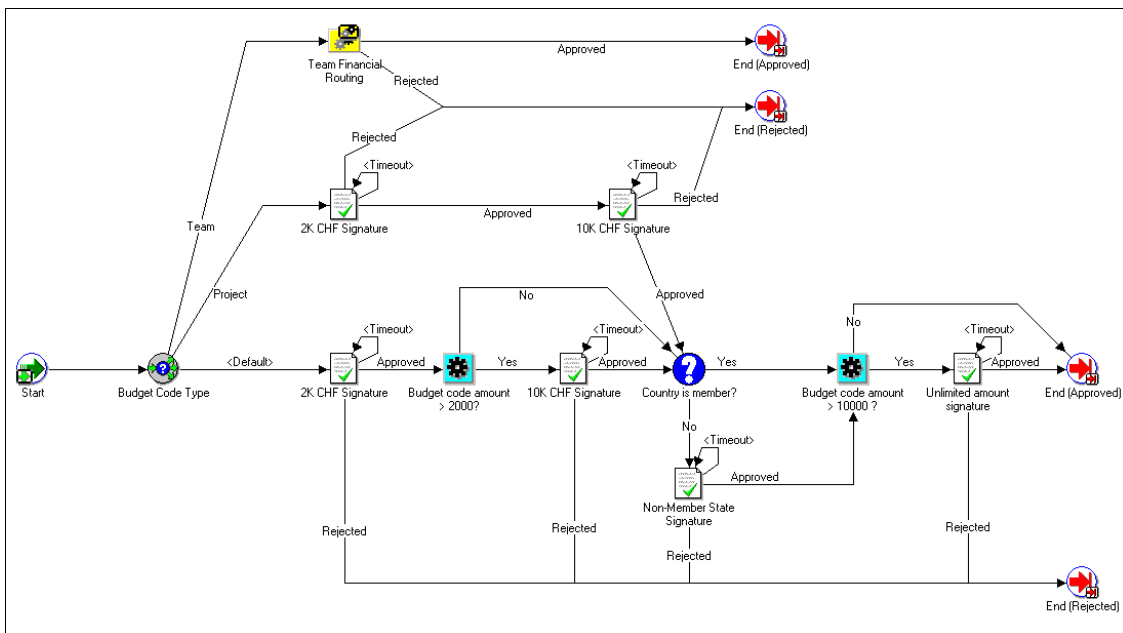 Approved
Team Financial
Routing
End (Approved)
Rejected
End (Rejected)
Rejected
<Timeout>
<Timeout>
Rejected
Approved
2K CHF Signature
10K CHF Signature
Team
Project
No
Approved
No
<Timeout>
<Timeout>
<Timeout>
<Default>
Approved
Yes
Approved
Yes
Yes
Approved
Start
Budget Code Type
2K CHF Signature
Budget code amount
> 2000?
10K CHF Signature
Country is member?
Budget code amount
> 10000 ?
Unlimited amount
signature
End (Approved)
No
<Timeout>
Approved
Non-Member State
Signature
Rejected
Rejected
Rejected
Rejected
End (Rejected)